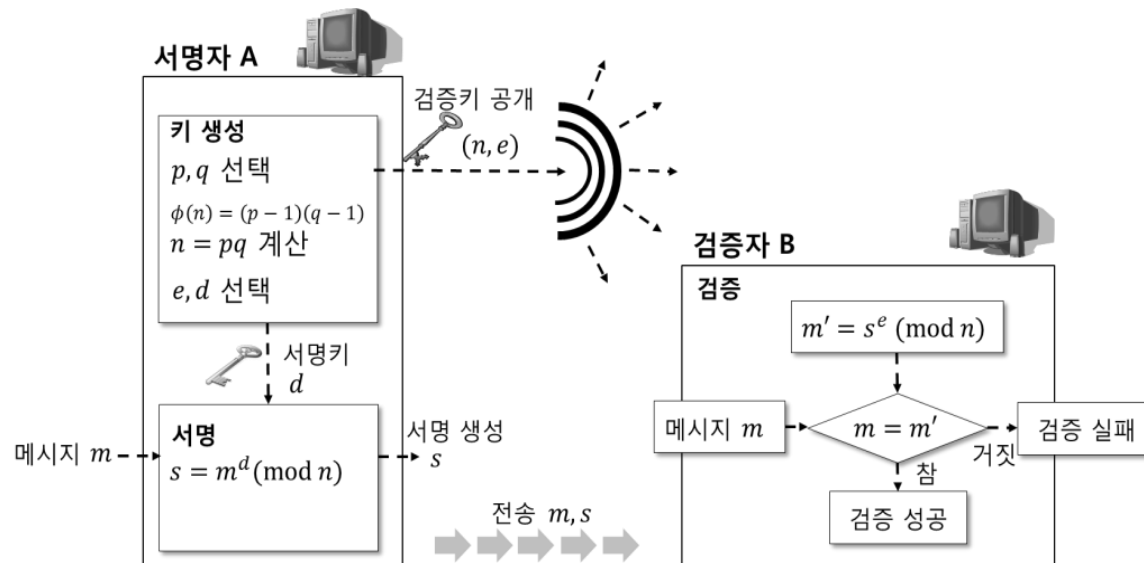 서명자 A
키 생성
p, q 선택
ϕ(n) = (p − 1)(q − 1)
n = pq 계산
e, d 선택
검증키 공개
(n, e)
서명키
d
메시지 m
서명
s = m^d (mod n)
서명 생성
s
전송 m, s
검증자 B
검증
m′ = s^e (mod n)
메시지 m
m = m′
거짓
검증 실패
참
검증 성공